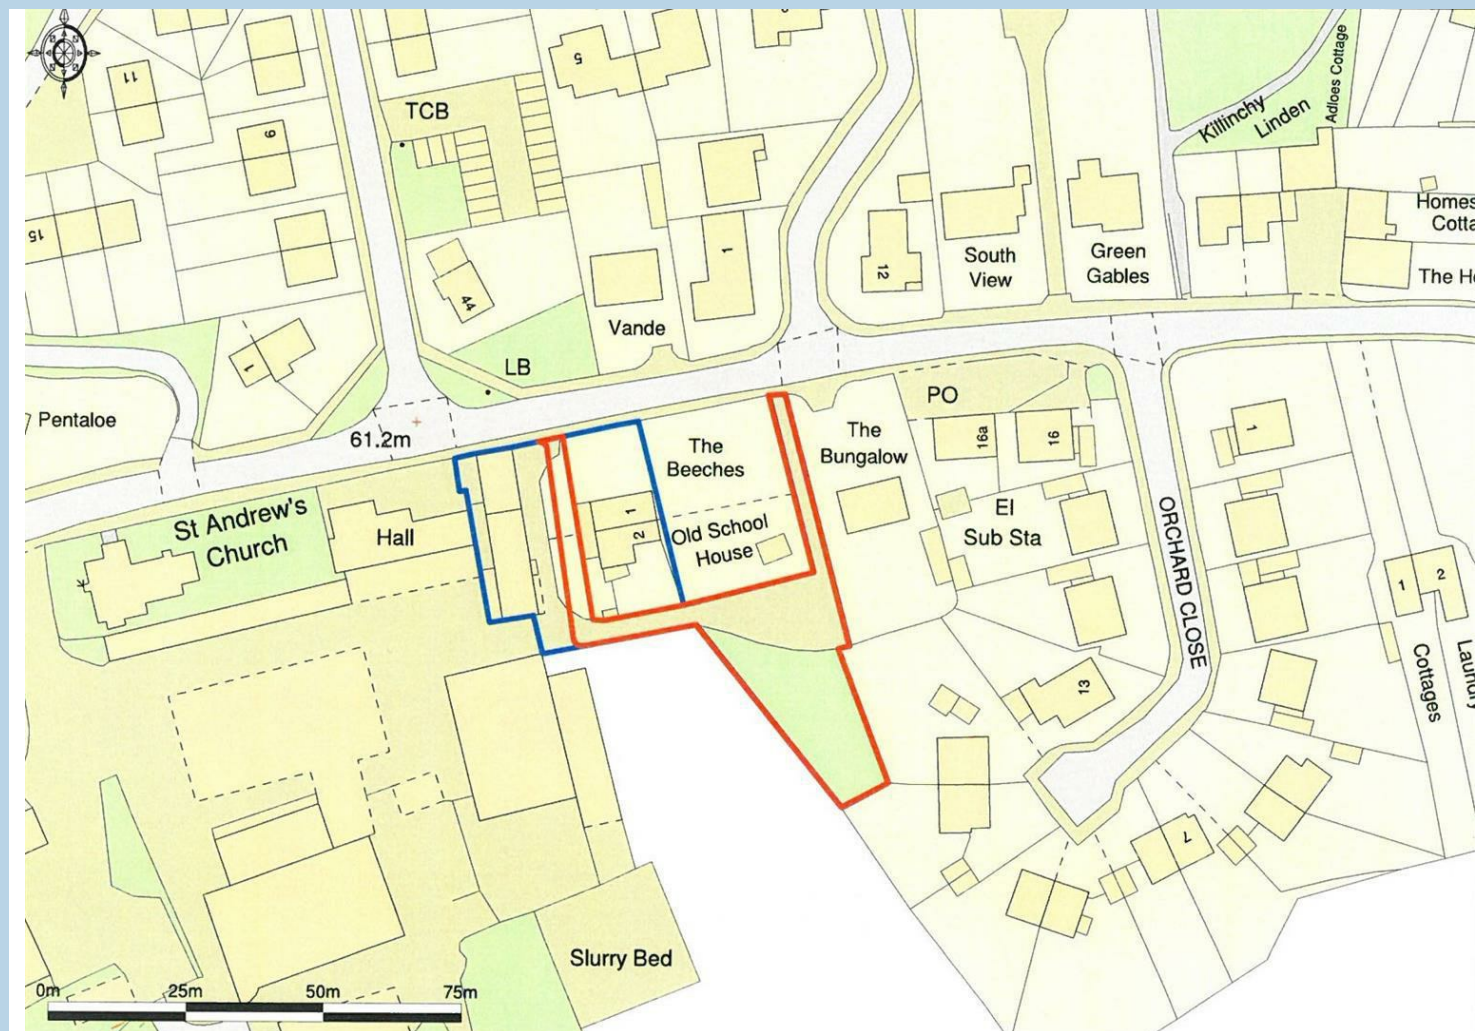 5
11
TCB
9
Killinchy
Linden
Adloes Cottage
15
1
12
South
View
Green
Gables
Homes
Cotta
The Ho
44
Vande
1
LB
Pentaloe
61.2m
The
Beeches
The
Bungalow
PO
16a
16
1
St Andrew's
Church
Hall
1
2
Old School
House
El
Sub Sta
ORCHARD CLOSE
1
2
Cottages
Laundry
13
7
Slurry Bed
0m
25m
50m
75m